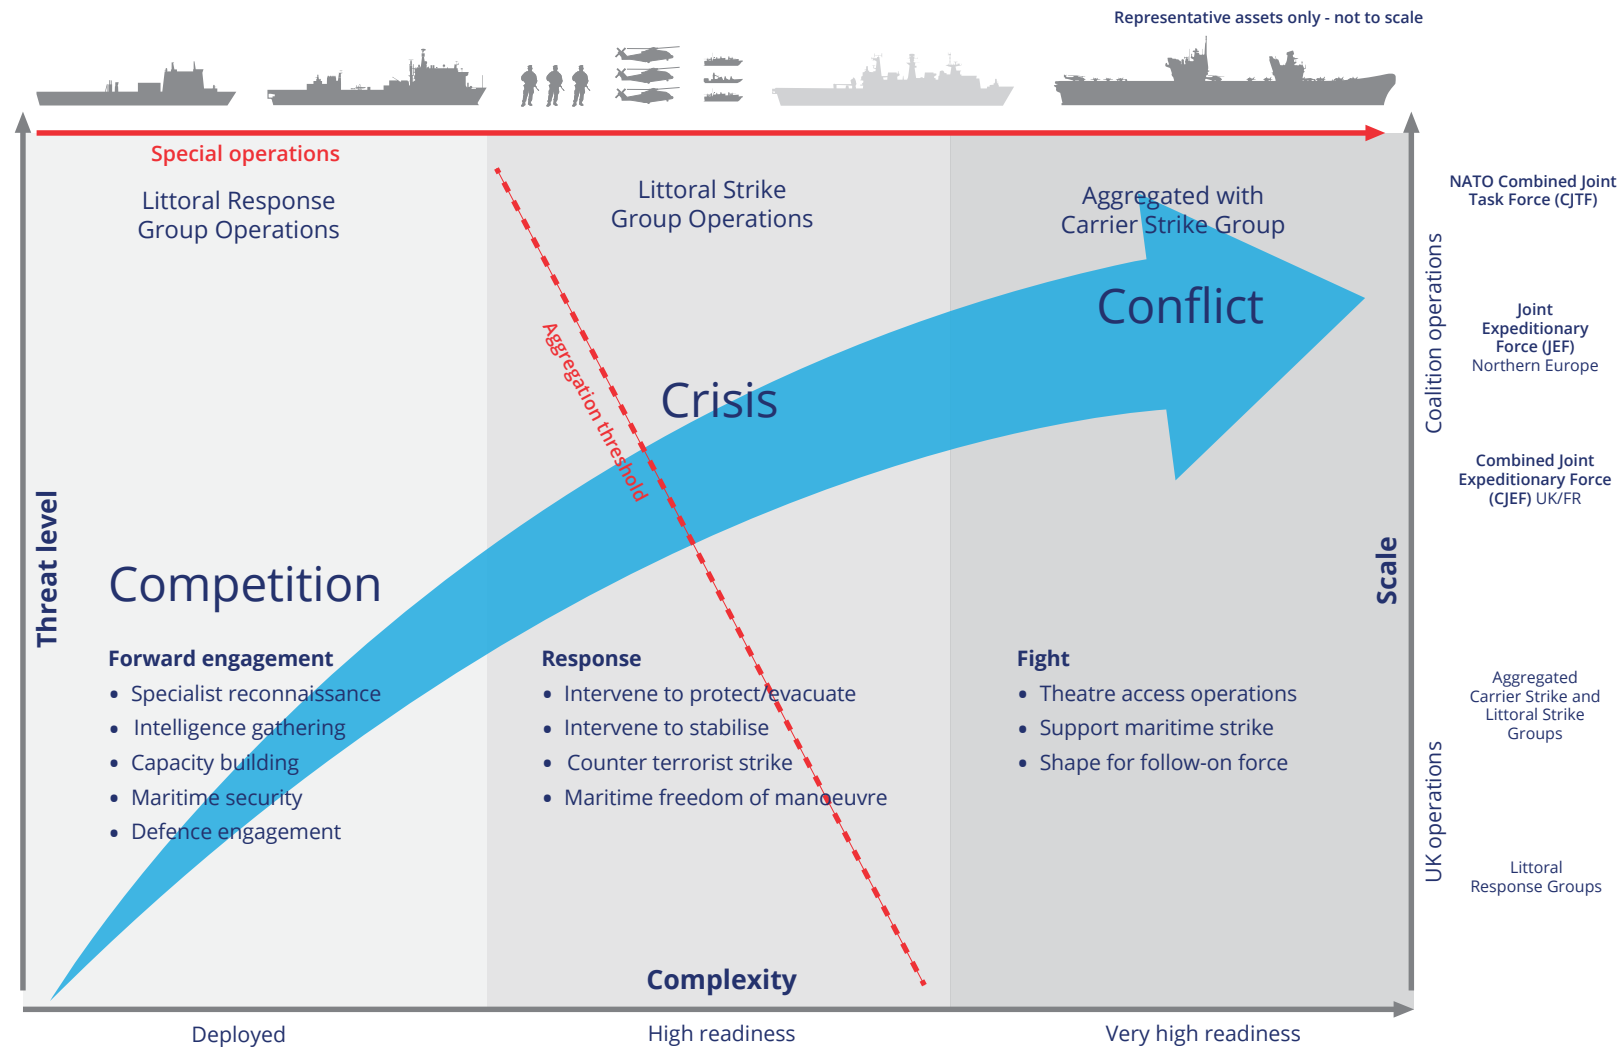 Representative assets only - not to scale
Special operations
Littoral Response
Group Operations
Littoral Strike
Group Operations
Aggregated with
Carrier Strike Group
Aggregation threshold
Competition
Crisis
Conflict
Threat level
Forward engagement
• Specialist reconnaissance
• Intelligence gathering
• Capacity building
• Maritime security
• Defence engagement
Response
• Intervene to protect/evacuate
• Intervene to stabilise
• Counter terrorist strike
• Maritime freedom of manoeuvre
Fight
• Theatre access operations
• Support maritime strike
• Shape for follow-on force
Complexity
Deployed
High readiness
Very high readiness
Scale
Coalition operations
UK operations
NATO Combined Joint
Task Force (CJTF)
Joint
Expeditionary
Force (JEF)
Northern Europe
Combined Joint
Expeditionary Force
(CJEF) UK/FR
Aggregated
Carrier Strike and
Littoral Strike
Groups
Littoral
Response Groups